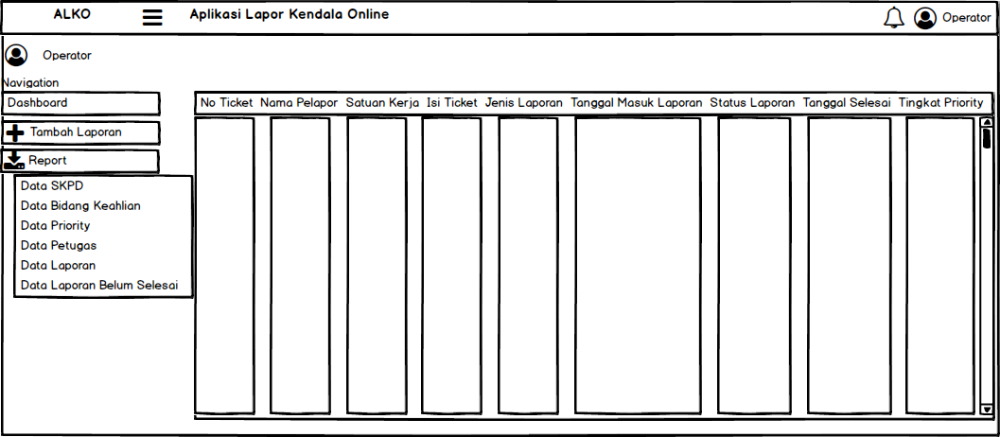 ALKO
Aplikasi Lapor Kendala Online
Operator
Operator
Navigation
Dashboard
Tambah Laporan
Report
Data SKPD
Data Bidang Keahlian
Data Priority
Data Petugas
Data Laporan
Data Laporan Belum Selesai
No Ticket Nama Pelapor Satuan Kerja Isi Ticket Jenis Laporan Tanggal Masuk Laporan Status Laporan Tanggal Selesai Tingkat Priority